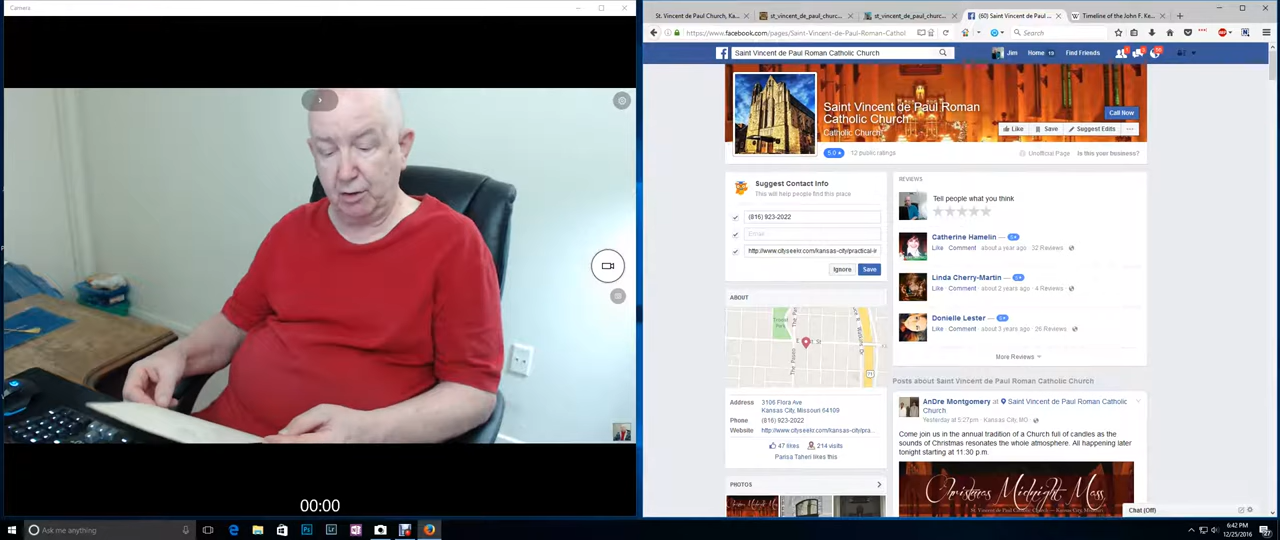 Camera
00:00
St. Vincent de Paul Church, Ka...
st_vincent_de_paul_churc...
st_vincent_de_paul_churc...
(60) Saint Vincent de Paul ...
Timeline of the John F. Ke...
https://www.facebook.com/pages/Saint-Vincent-de-Paul-Roman-Cathol
Search
Saint Vincent de Paul Roman Catholic Church
Jim
Home
Find Friends
Saint Vincent de Paul Roman
Catholic Church
Catholic Church
Call Now
Like
Save
Suggest Edits
5.0
12 public ratings
Unofficial Page
Is this your business?
Suggest Contact Info
This will help people find this place
(816) 923-2022
Email
http://www.cityseekr.com/kansas-city/practical-ir
Ignore
Save
ABOUT
Address
3106 Flora Ave
Kansas City, Missouri 64109
Phone
(816) 923-2022
Website
http://www.cityseekr.com/kansas-city/prac...
47 likes
214 visits
Parisa Taheri likes this
PHOTOS
REVIEWS
Tell people what you think
Catherine Hamelin
Like · Comment · about a year ago · 32 Reviews
Linda Cherry-Martin
Like · Comment · about 2 years ago · 4 Reviews
Donielle Lester
Like · Comment · about 3 years ago · 26 Reviews
More Reviews
Posts about Saint Vincent de Paul Roman Catholic Church
AnDre Montgomery at Saint Vincent de Paul Roman Catholic
Church
Yesterday at 5:27pm · Kansas City, MO
Come join us in the annual tradition of a Church full of candles as the
sounds of Christmas resonates the whole atmosphere. All happening later
tonight starting at 11:30 p.m.
Christmas Midnight Mass
Chat (Off)
Ask me anything
6:42 PM
12/25/2016